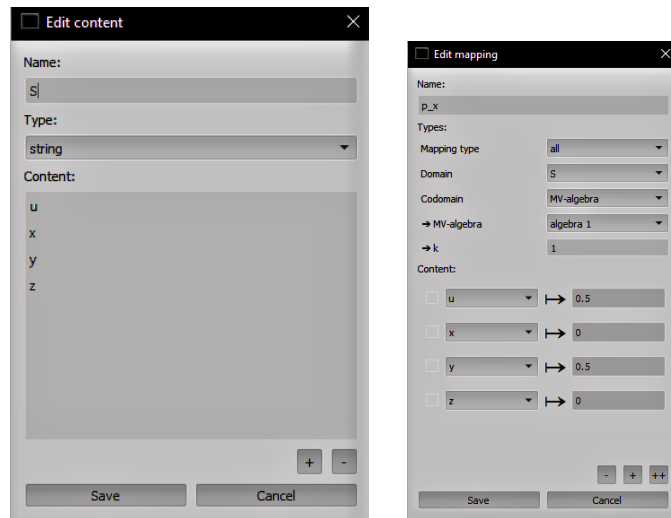 Edit content
Name:
S
Type:
string
Content:
u
x
y
z
+ -
Save Cancel
Edit mapping
Name:
p_x
Types:
Mapping type all
Domain S
Codomain MV-algebra
→ MV-algebra algebra 1
→ k 1
Content:
u ↦ 0.5
x ↦ 0
y ↦ 0.5
z ↦ 0
- + ++
Save Cancel